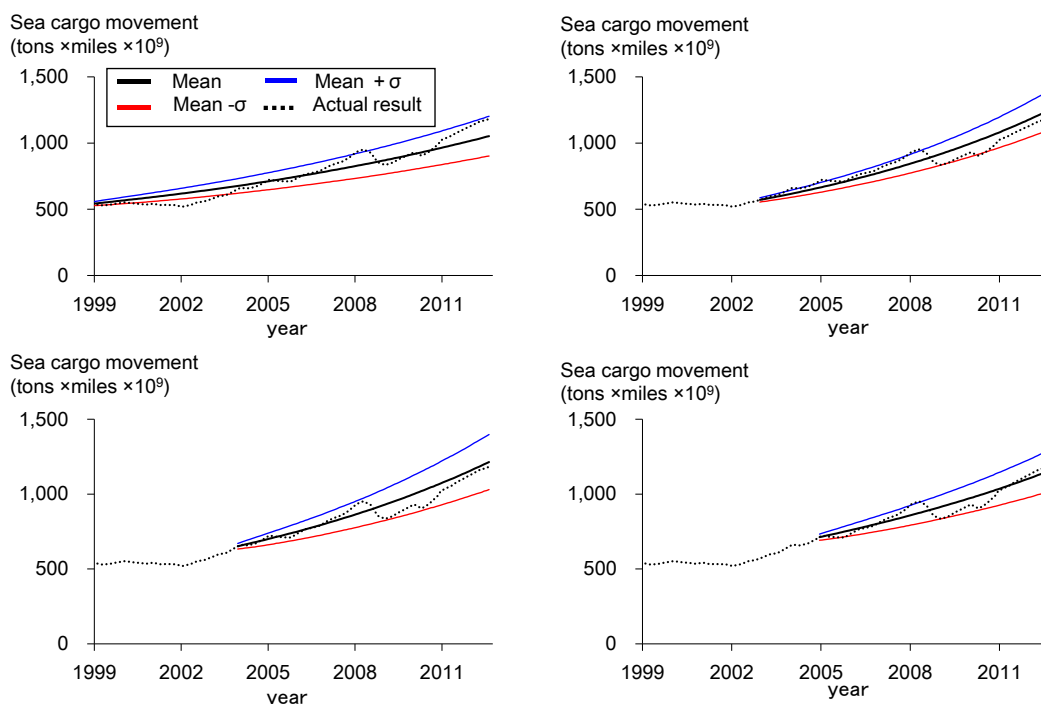 Sea cargo movement
(tons ×miles ×10⁹)
1,500
1,000
500
0
Mean
Mean + σ
Mean -σ
Actual result
1999
2002
2005
2008
2011
year
Sea cargo movement
(tons ×miles ×10⁹)
1,500
1,000
500
0
1999
2002
2005
2008
2011
year
Sea cargo movement
(tons ×miles ×10⁹)
1,500
1,000
500
0
1999
2002
2005
2008
2011
year
Sea cargo movement
(tons ×miles ×10⁹)
1,500
1,000
500
0
1999
2002
2005
2008
2011
year